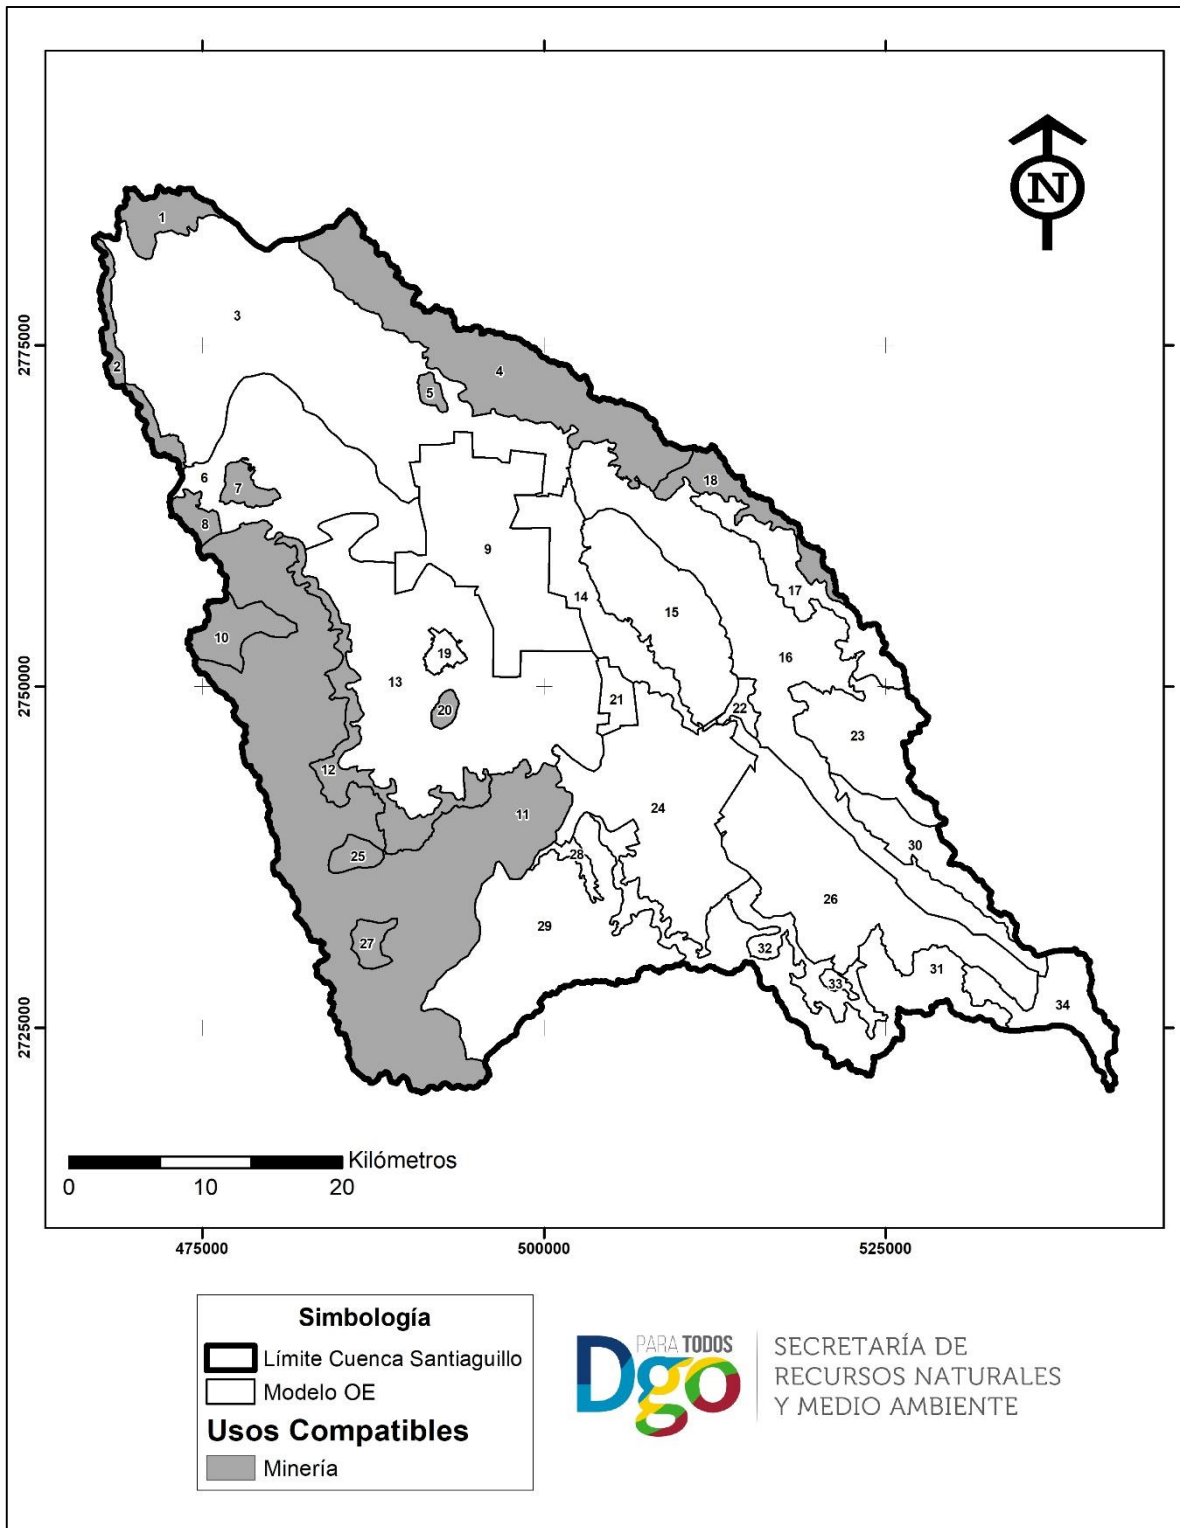 N
1
2
3
4
5
6
7
8
9
10
11
12
13
14
15
16
17
18
19
20
21
22
23
24
25
26
27
28
29
30
31
32
33
34
2775000
2750000
2725000
Kilómetros
0 10 20
475000 500000 525000
Simbología
Límite Cuenca Santiaguillo
Modelo OE
Usos Compatibles
Minería
PARA TODOS
Dgo
SECRETARÍA DE
RECURSOS NATURALES
Y MEDIO AMBIENTE